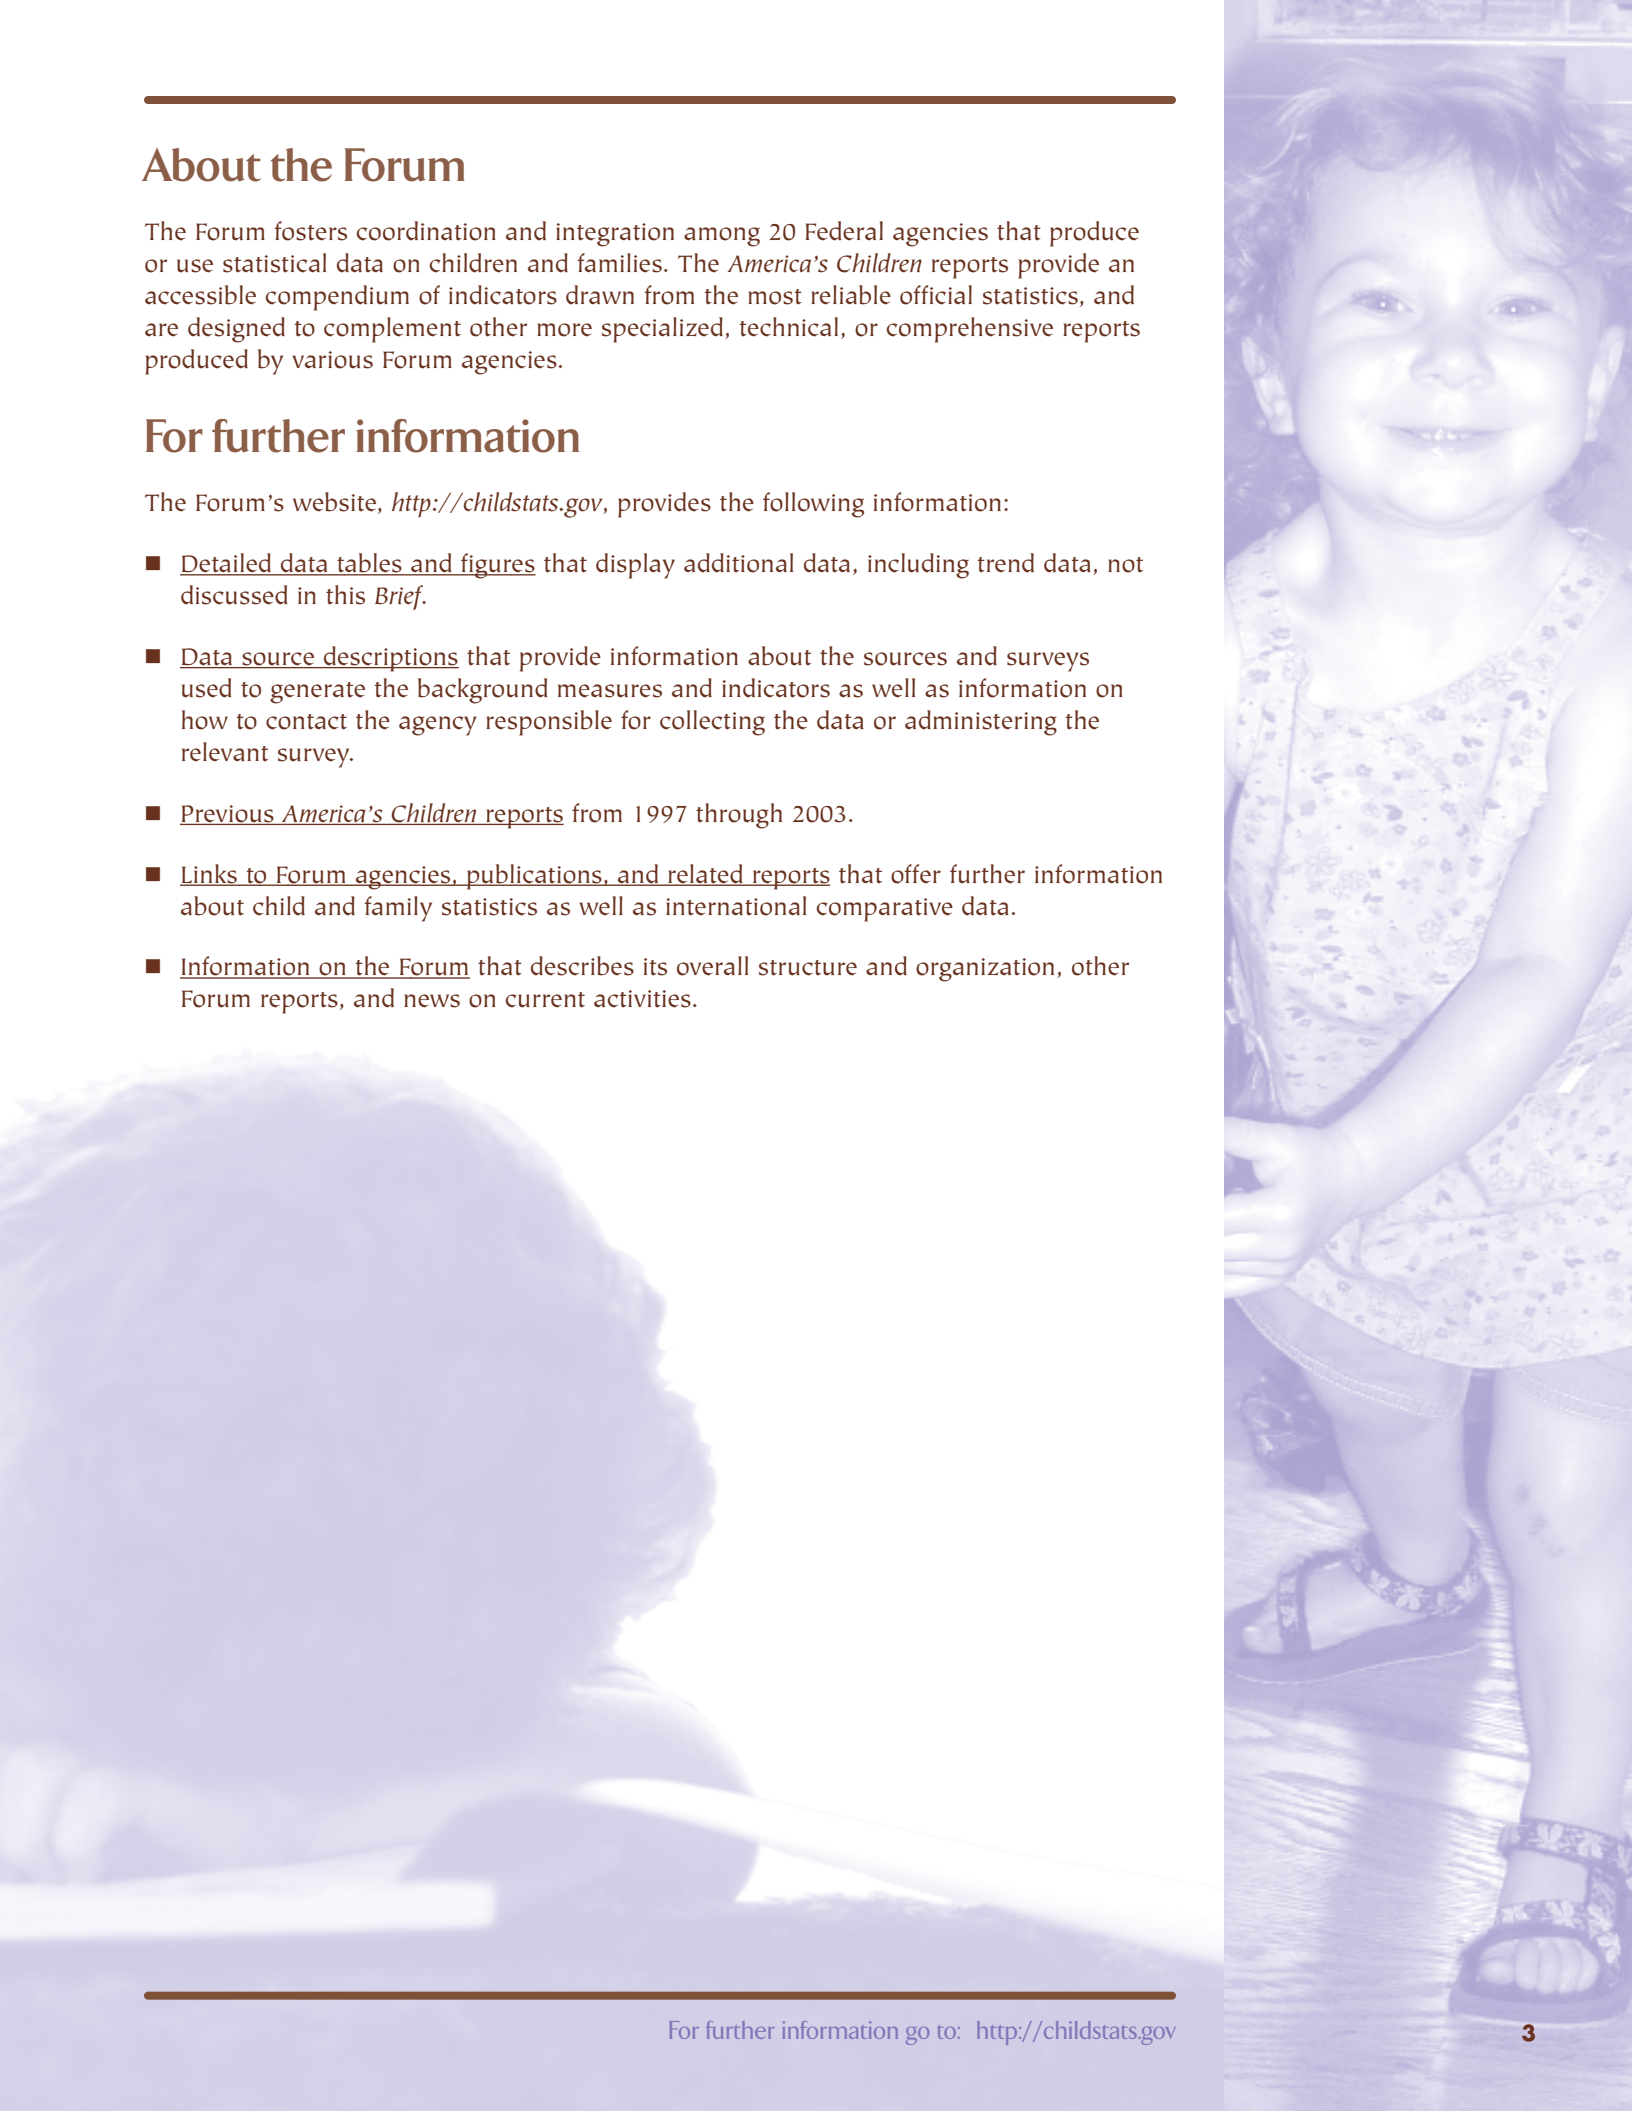 About the Forum
The Forum fosters coordination and integration among 20 Federal agencies that produce
or use statistical data on children and families. The America’s Children reports provide an
accessible compendium of indicators drawn from the most reliable official statistics, and
are designed to complement other more specialized, technical, or comprehensive reports
produced by various Forum agencies.
For further information
The Forum’s website, http://childstats.gov, provides the following information:
■ Detailed data tables and figures that display additional data, including trend data, not
discussed in this Brief.
■ Data source descriptions that provide information about the sources and surveys
used to generate the background measures and indicators as well as information on
how to contact the agency responsible for collecting the data or administering the
relevant survey.
■ Previous America’s Children reports from 1997 through 2003.
■ Links to Forum agencies, publications, and related reports that offer further information
about child and family statistics as well as international comparative data.
■ Information on the Forum that describes its overall structure and organization, other
Forum reports, and news on current activities.
For further information go to: http://childstats.gov
3